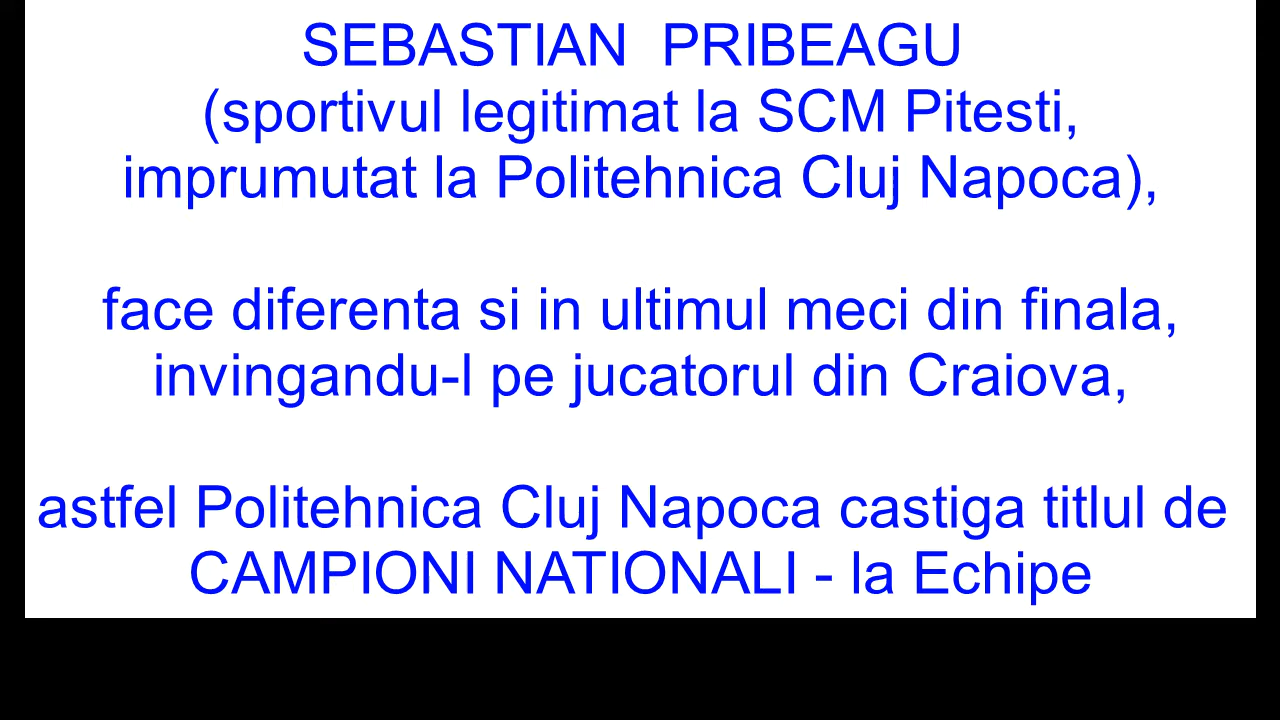 SEBASTIAN  PRIBEAGU
(sportivul legitimat la SCM Pitesti,
imprumutat la Politehnica Cluj Napoca),
face diferenta si in ultimul meci din finala,
invingandu-l pe jucatorul din Craiova,
astfel Politehnica Cluj Napoca castiga titlul de
CAMPIONI NATIONALI - la Echipe